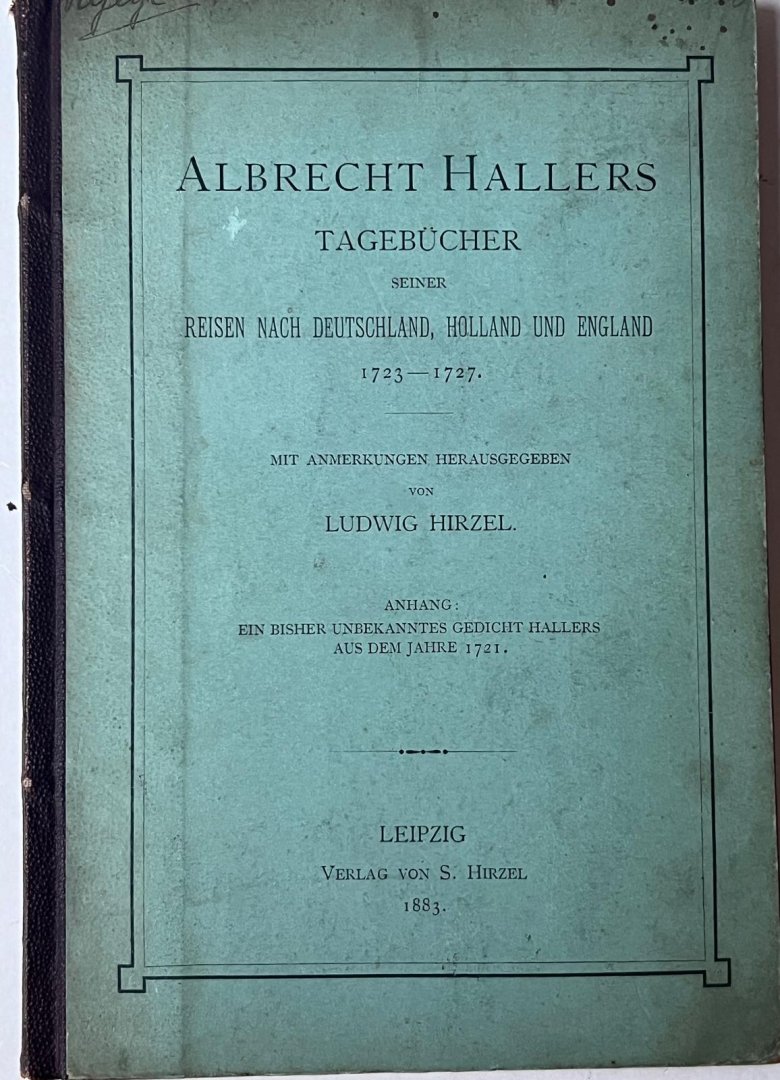 ALBRECHT HALLERS
TAGEBÜCHER
SEINER
REISEN NACH DEUTSCHLAND, HOLLAND UND ENGLAND
1723—1727.
MIT ANMERKUNGEN HERAUSGEGEBEN
VON
LUDWIG HIRZEL.
ANHANG:
EIN BISHER UNBEKANNTES GEDICHT HALLERS
AUS DEM JAHRE 1721.
LEIPZIG
VERLAG VON S. HIRZEL
1883.